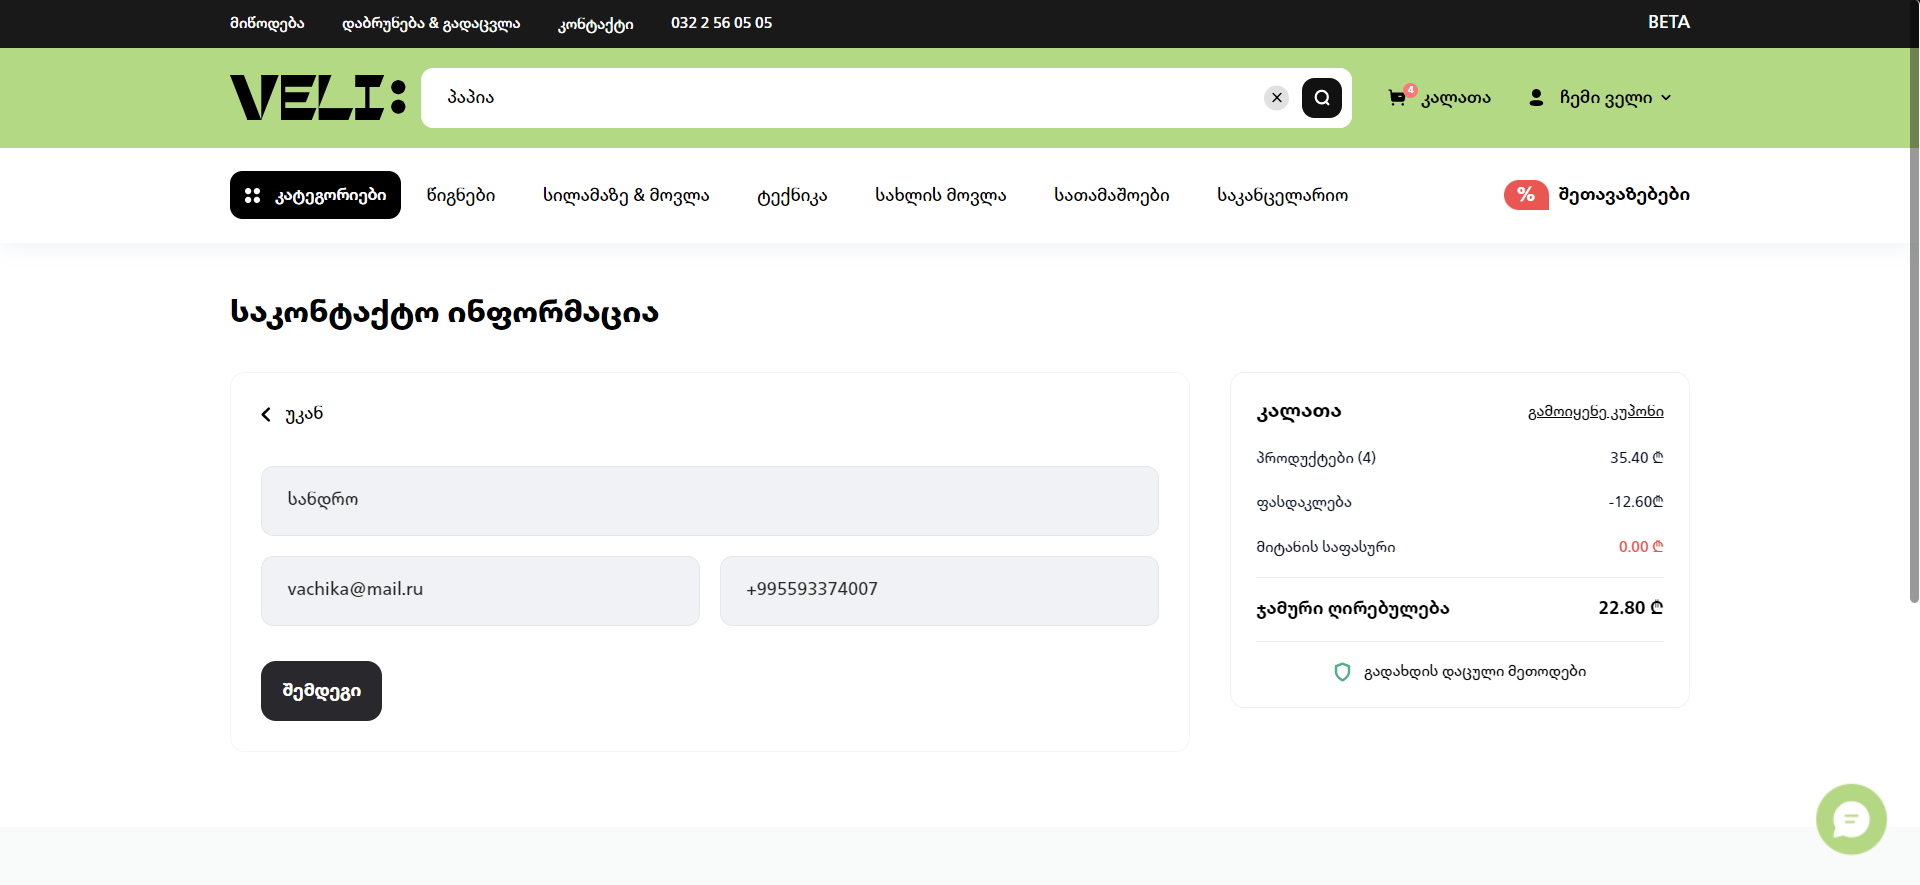 მიწოდება
დაბრუნება & გადაცვლა
კონტაქტი
032 2 56 05 05
BETA
VELI:
პაპია
4
კალათა
ჩემი ველი
კატეგორიები
წიგნები
სილამაზე & მოვლა
ტექნიკა
სახლის მოვლა
სათამაშოები
საკანცელარიო
%
შეთავაზებები
საკონტაქტო ინფორმაცია
უკან
სანდრო
vachika@mail.ru
+995593374007
შემდეგი
კალათა
გამოიყენე კუპონი
პროდუქტები (4)
35.40 ₾
ფასდაკლება
-12.60₾
მიტანის საფასური
0.00 ₾
ჯამური ღირებულება
22.80 ₾
გადახდის დაცული მეთოდები